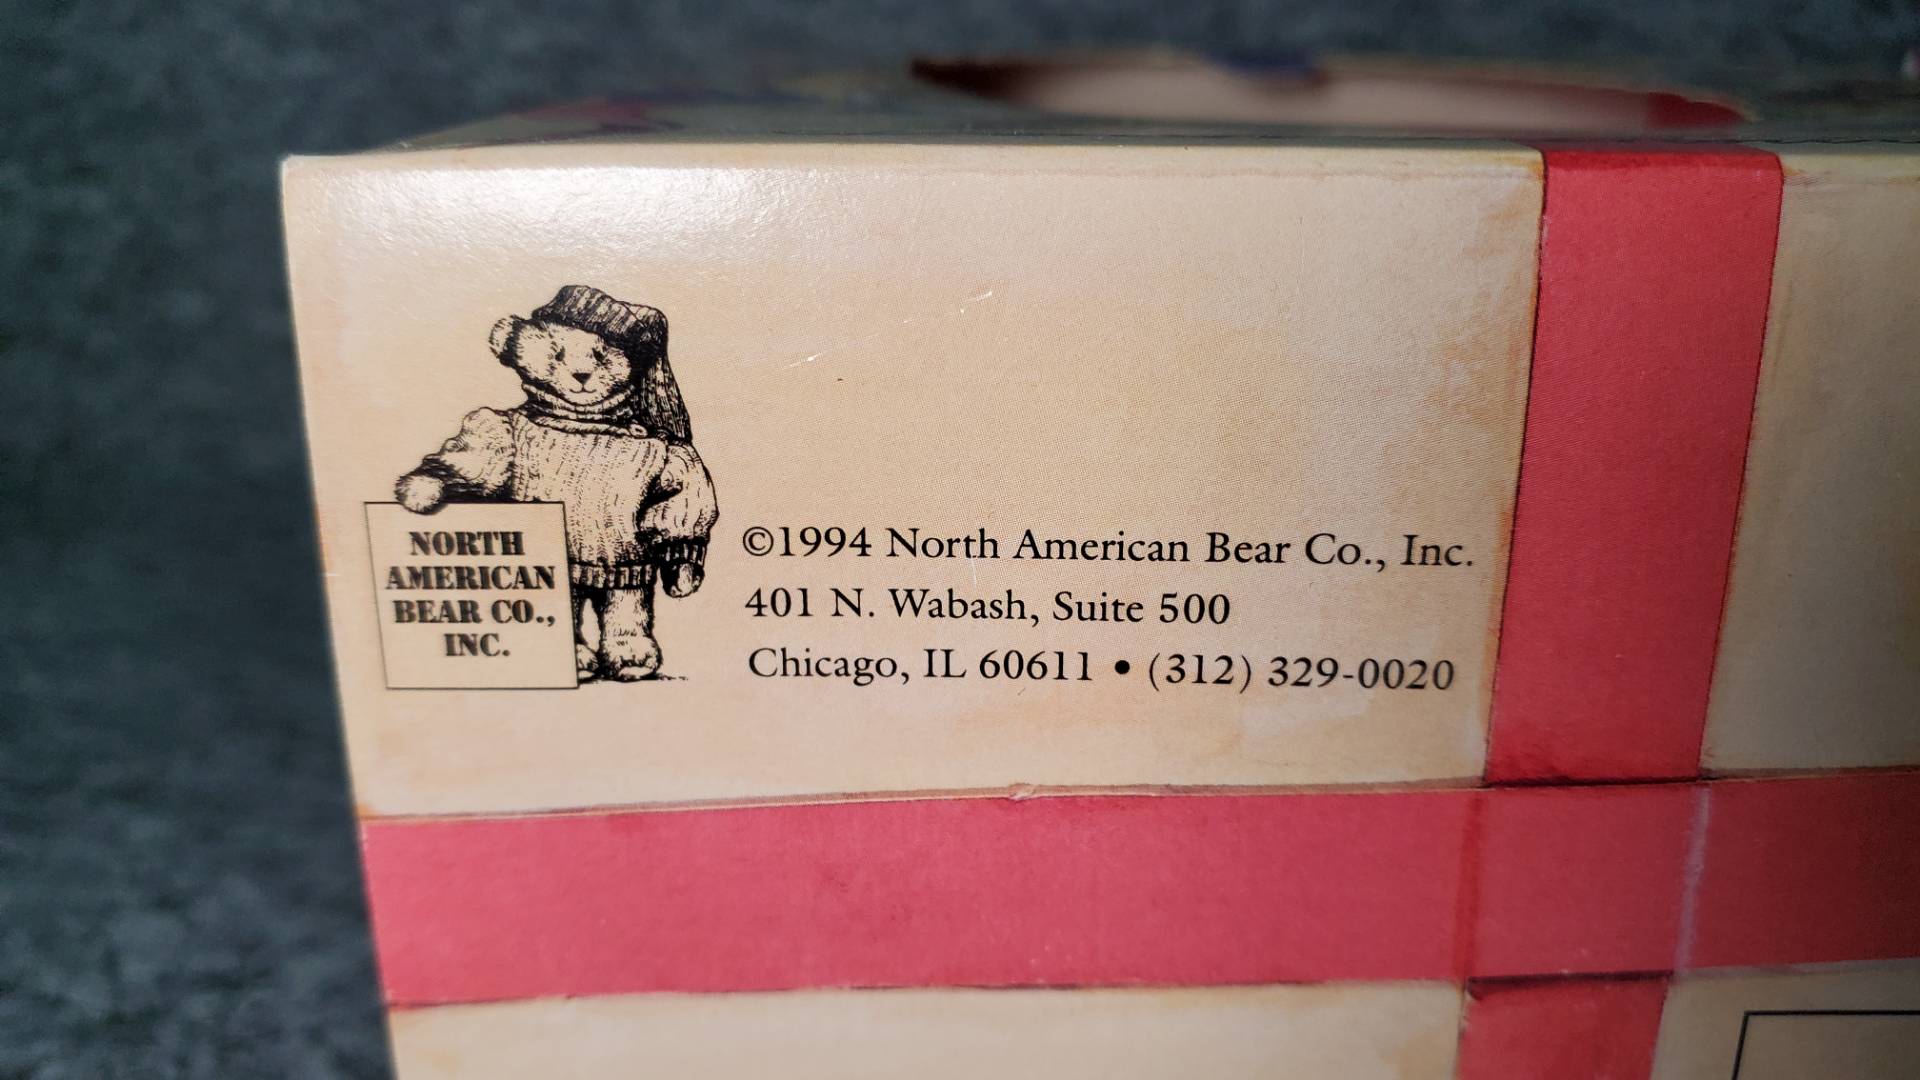 NORTH
AMERICAN
BEAR CO.,
INC.
©1994 North American Bear Co., Inc.
401 N. Wabash, Suite 500
Chicago, IL 60611 • (312) 329-0020